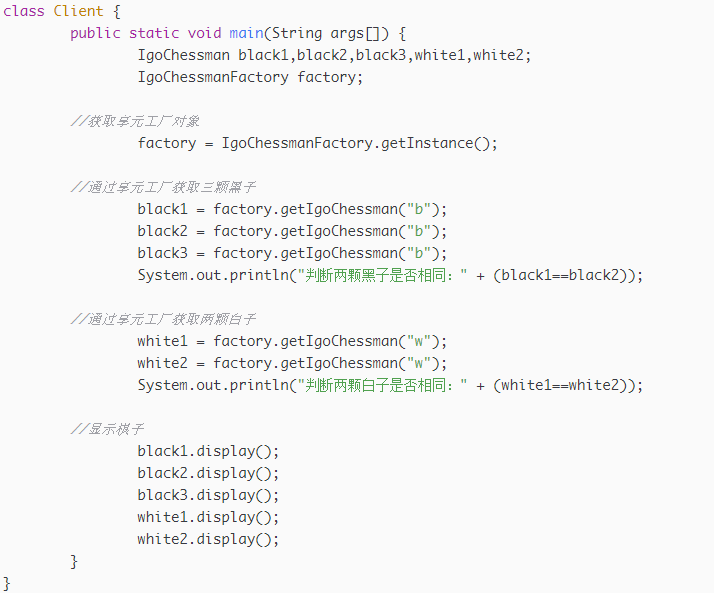 class Client {
public static void main(String args[]) {
IgoChessman black1,black2,black3,white1,white2;
IgoChessmanFactory factory;
//获取享元工厂对象
factory = IgoChessmanFactory.getInstance();
//通过享元工厂获取三颗黑子
black1 = factory.getIgoChessman("b");
black2 = factory.getIgoChessman("b");
black3 = factory.getIgoChessman("b");
System.out.println("判断两颗黑子是否相同：" + (black1==black2));
//通过享元工厂获取两颗白子
white1 = factory.getIgoChessman("w");
white2 = factory.getIgoChessman("w");
System.out.println("判断两颗白子是否相同：" + (white1==white2));
//显示棋子
black1.display();
black2.display();
black3.display();
white1.display();
white2.display();
}
}